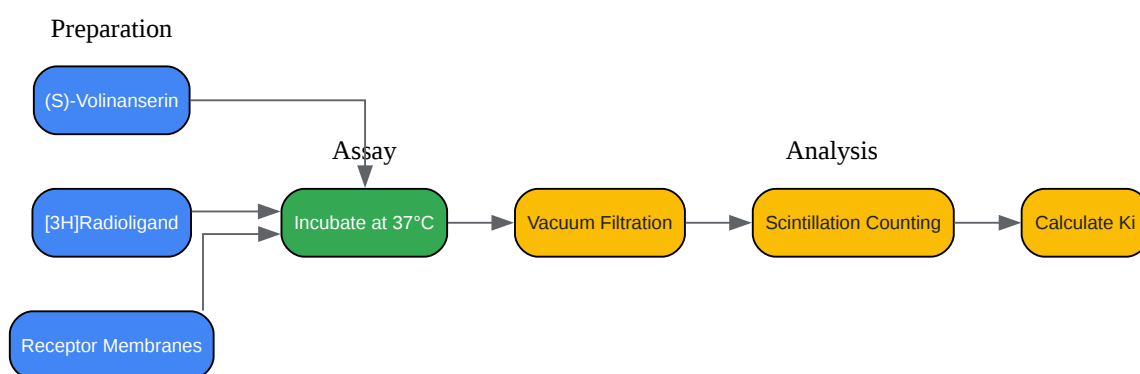 Preparation
(S)-Volinanserin
Assay
Analysis
[3H]Radioligand
Incubate at 37°C
Vacuum Filtration
Scintillation Counting
Calculate Ki
Receptor Membranes